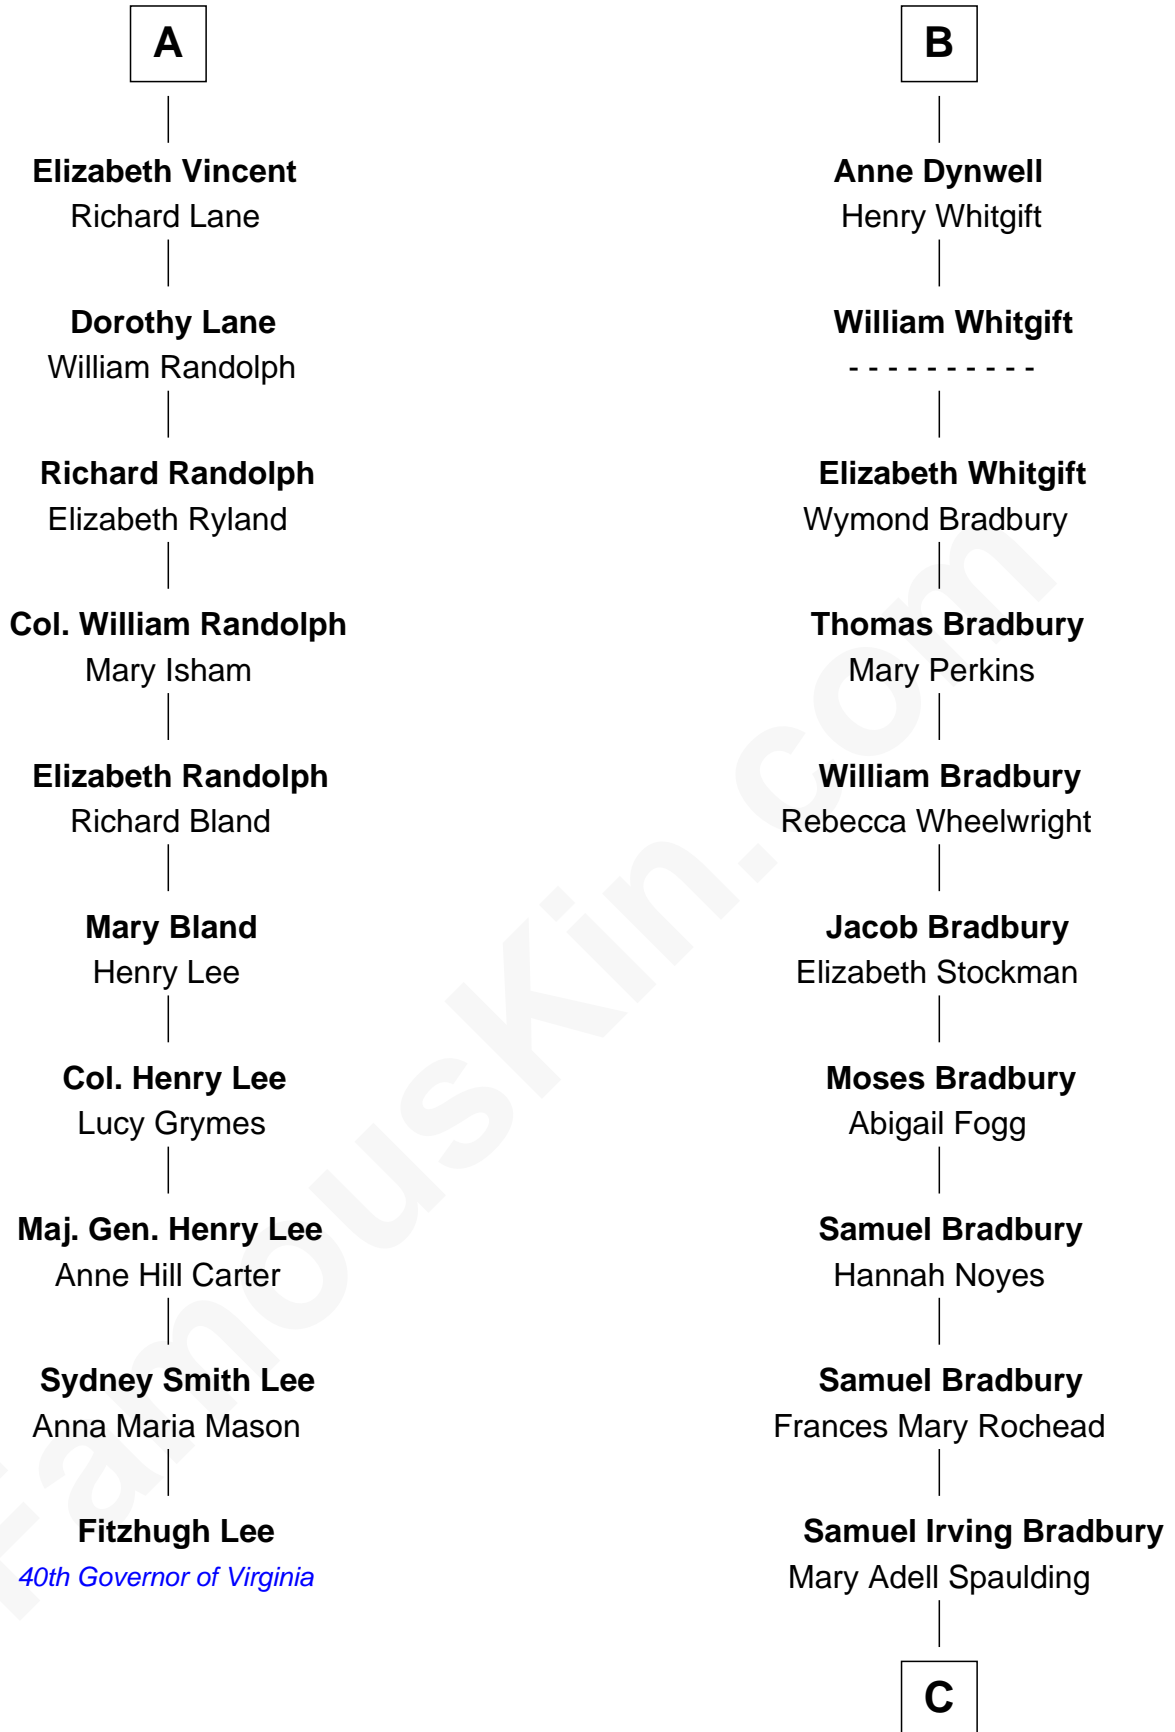 A
Elizabeth Vincent
Richard Lane
Dorothy Lane
William Randolph
Richard Randolph
Elizabeth Ryland
Col. William Randolph
Mary Isham
Elizabeth Randolph
Richard Bland
Mary Bland
Henry Lee
Col. Henry Lee
Lucy Grymes
Maj. Gen. Henry Lee
Anne Hill Carter
Sydney Smith Lee
Anna Maria Mason
Fitzhugh Lee
40th Governor of Virginia
B
Anne Dynwell
Henry Whitgift
William Whitgift
- - - - - - - - - -
Elizabeth Whitgift
Wymond Bradbury
Thomas Bradbury
Mary Perkins
William Bradbury
Rebecca Wheelwright
Jacob Bradbury
Elizabeth Stockman
Moses Bradbury
Abigail Fogg
Samuel Bradbury
Hannah Noyes
Samuel Bradbury
Frances Mary Rochead
Samuel Irving Bradbury
Mary Adell Spaulding
C
FamousKin.com